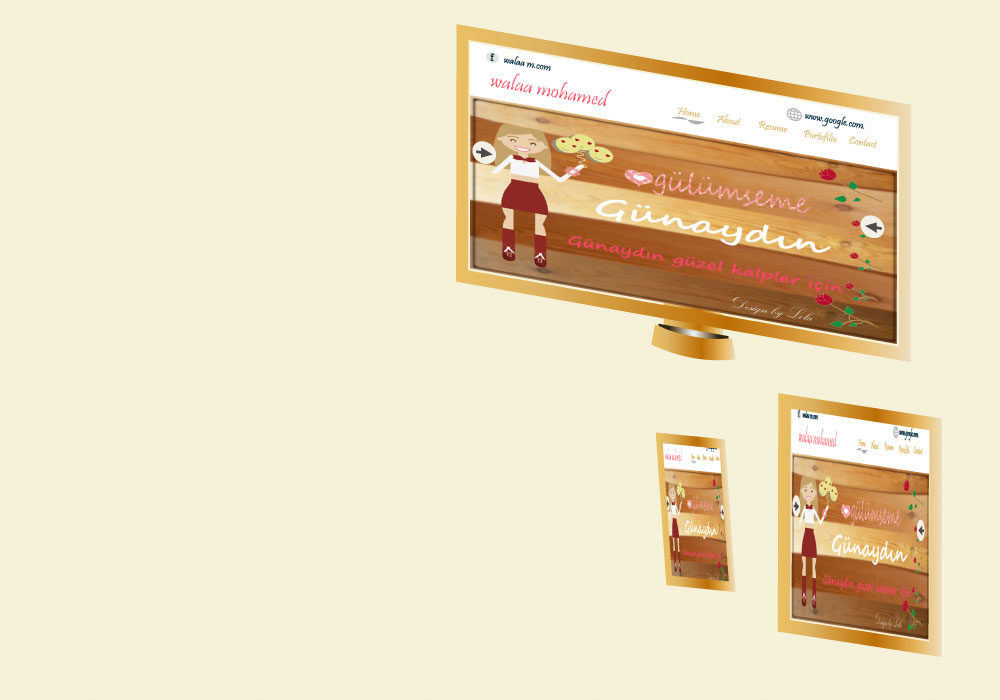 f walaa m.com
walaa mohamed
www.google.com.
Home About Resume Portofilio Contact
gülümseme
Günaydın
Günaydın güzel kalpler için
Design by Lola
walaa m.com
www.google.com.
walaa mohamed
Home About Resume Portofilio Contact
gülümseme
Günaydın
Günaydın güzel kalpler için
Design by Lola
walaa mohamed
gülümseme
Günaydın